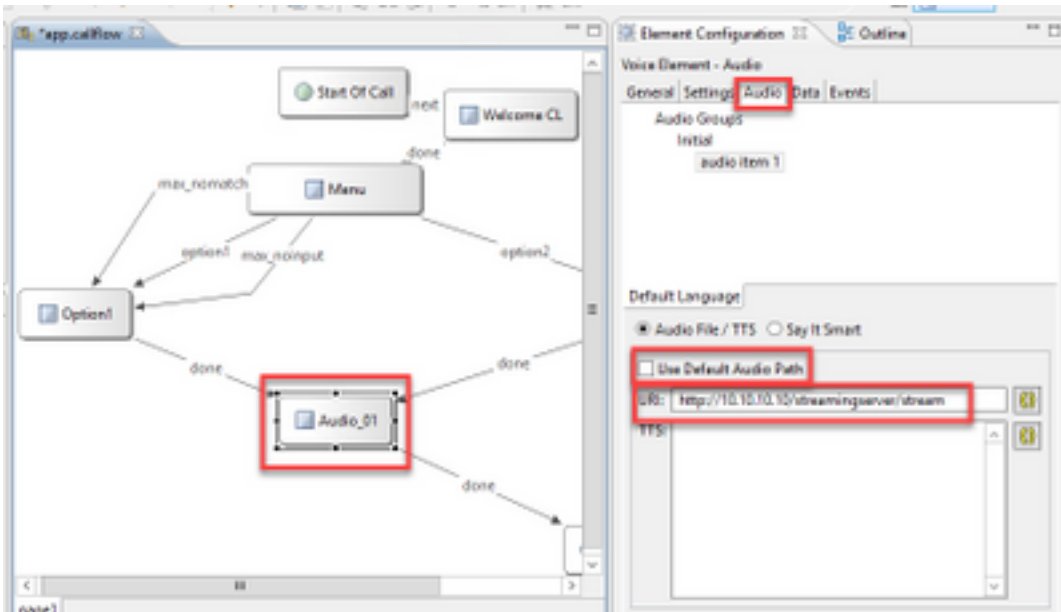 *app.callflow
Start Of Call
next
Welcome CL
done
Menu
max_nomatch
option1
max_noinput
option2
Option1
done
done
Audio_01
done
page1
Element Configuration
Outline
Voice Element - Audio
General Settings Audio Data Events
Audio Groups
Initial
audio item 1
Default Language
Audio File / TTS Say It Smart
Use Default Audio Path
URI: http://10.10.10.10/streamingserver/stream
TTS: